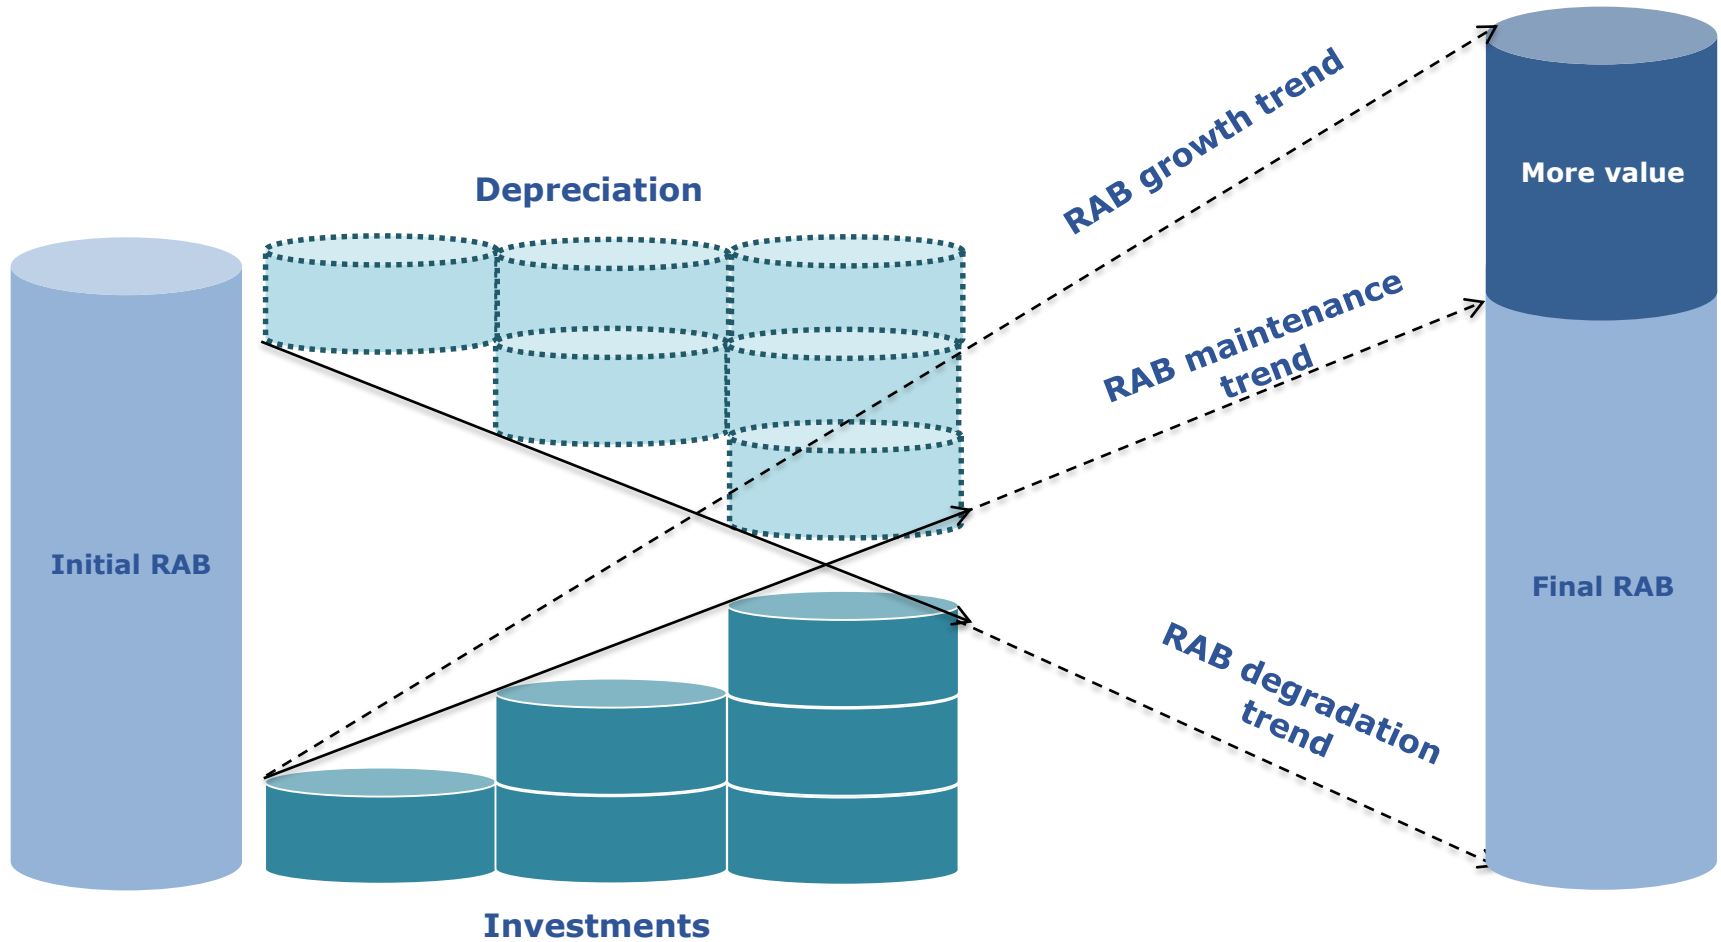 RAB growth trend
More value
Depreciation
RAB maintenance
trend
Initial RAB
Final RAB
RAB degradation
trend
Investments